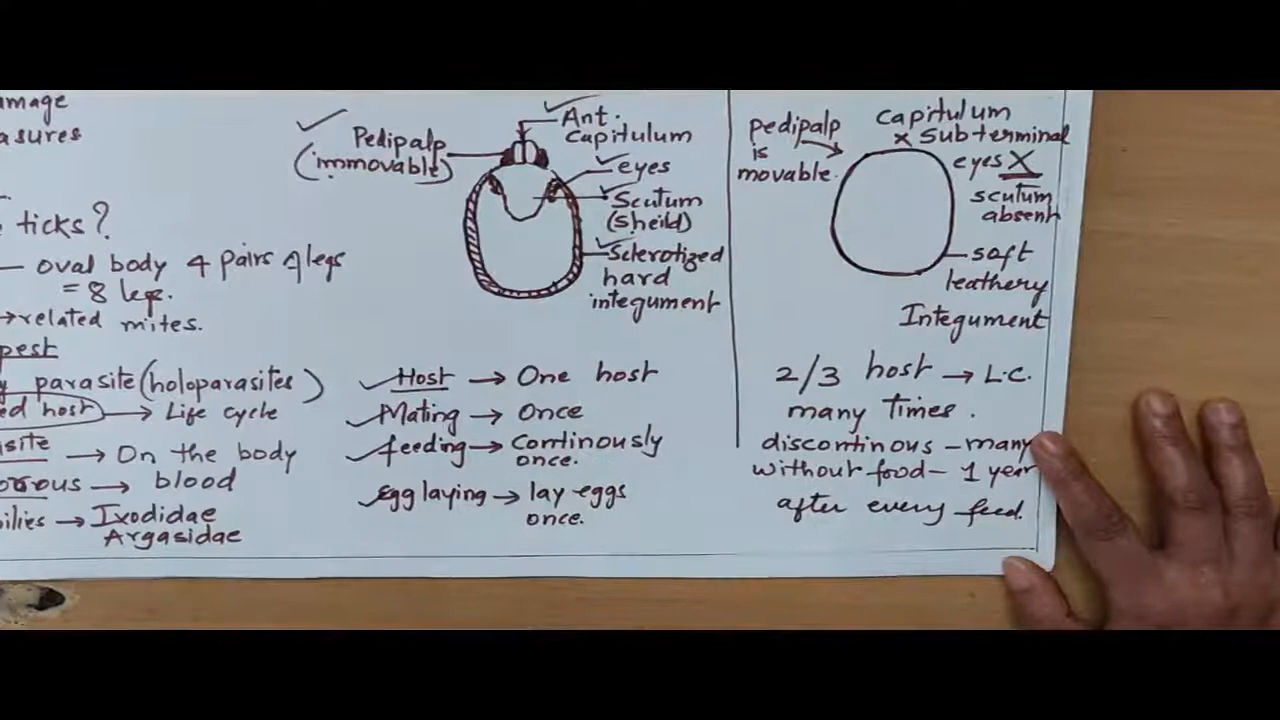 amage
asures
ticks?
— oval body 4 pairs of legs
= 8 legs.
→related mites.
pest
y parasite (holoparasites)
ed host → Life cycle
site → On the body
orous → blood
ilies → Ixodidae
Argasidae
Pedipalp
(immovable)
Ant.
capitulum
eyes
Scutum
(sheild)
Sclerotized
hard
integument
Host → One host
Mating → Once
feeding → Continously
once.
Egg laying → lay eggs
once.
pedipalp
is
movable.
capitulum
x subterminal
eyes X
scutum
absent
soft
leathery
Integument
2/3 host → L.C.
many times.
discontinous – many
without food – 1 year
after every feed.